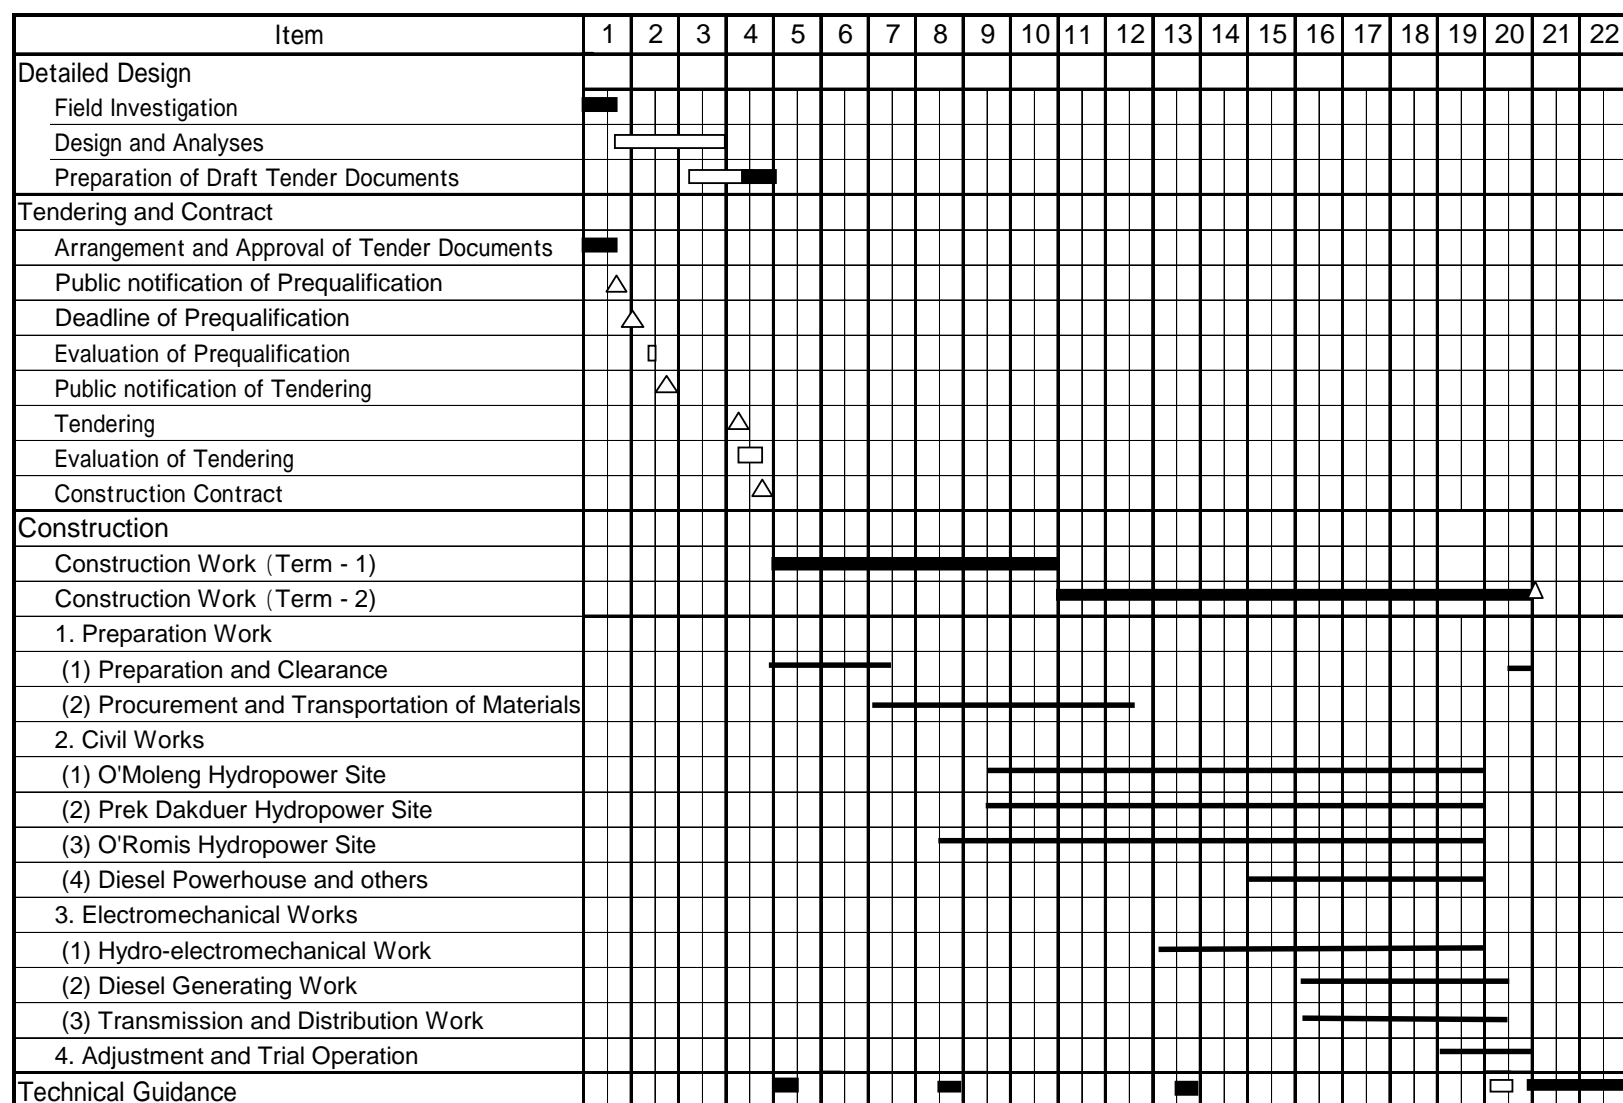 Item 1 2 3 4 5 6 7 8 9 10 11 12 13 14 15 16 17 18 19 20 21 22
Detailed Design
Field Investigation
Design and Analyses
Preparation of Draft Tender Documents
Tendering and Contract
Arrangement and Approval of Tender Documents
Public notification of Prequalification
Deadline of Prequalification
Evaluation of Prequalification
Public notification of Tendering
Tendering
Evaluation of Tendering
Construction Contract
Construction
Construction Work (Term - 1)
Construction Work (Term - 2)
1. Preparation Work
(1) Preparation and Clearance
(2) Procurement and Transportation of Materials
2. Civil Works
(1) O'Moleng Hydropower Site
(2) Prek Dakduer Hydropower Site
(3) O'Romis Hydropower Site
(4) Diesel Powerhouse and others
3. Electromechanical Works
(1) Hydro-electromechanical Work
(2) Diesel Generating Work
(3) Transmission and Distribution Work
4. Adjustment and Trial Operation
Technical Guidance